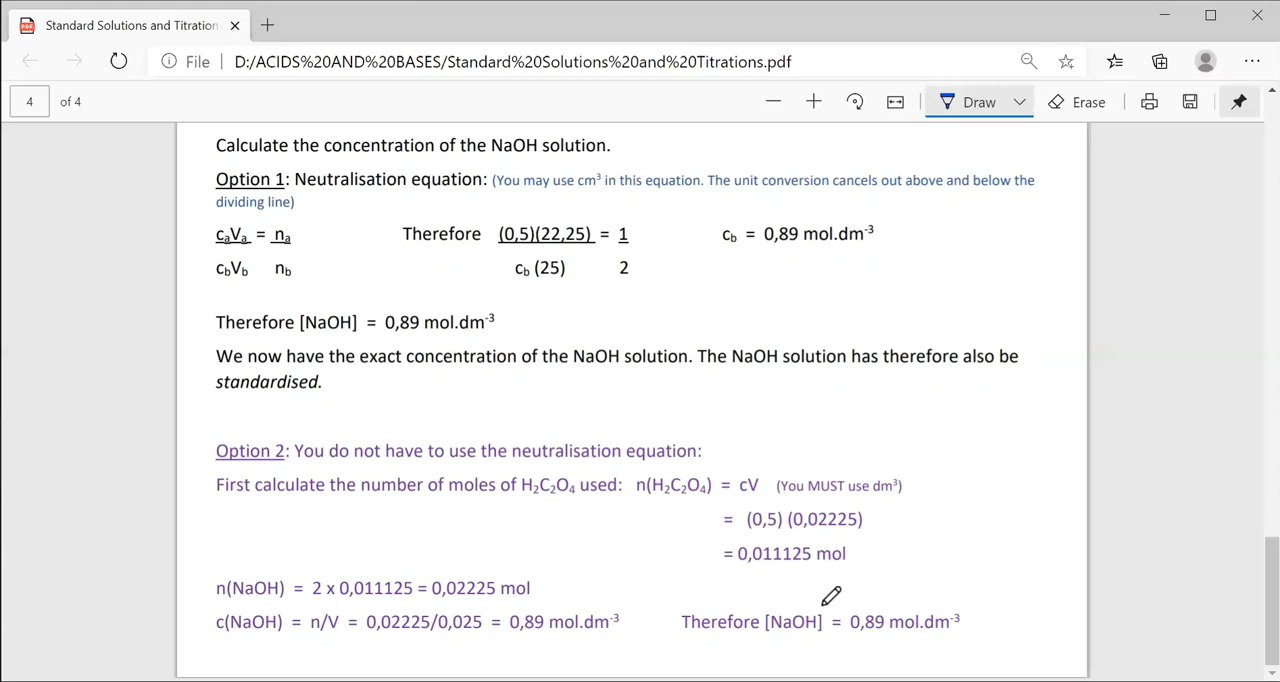 Standard Solutions and Titration
File | D:/ACIDS%20AND%20BASES/Standard%20Solutions%20and%20Titrations.pdf
4 of 4 Draw Erase
Calculate the concentration of the NaOH solution.
Option 1: Neutralisation equation: (You may use cm³ in this equation. The unit conversion cancels out above and below the
dividing line)
cₐVₐ = nₐ Therefore (0,5)(22,25) = 1 c_b = 0,89 mol.dm⁻³
c_bV_b n_b c_b (25) 2
Therefore [NaOH] = 0,89 mol.dm⁻³
We now have the exact concentration of the NaOH solution. The NaOH solution has therefore also be
standardised.
Option 2: You do not have to use the neutralisation equation:
First calculate the number of moles of H₂C₂O₄ used: n(H₂C₂O₄) = cV (You MUST use dm³)
= (0,5) (0,02225)
= 0,011125 mol
n(NaOH) = 2 x 0,011125 = 0,02225 mol
c(NaOH) = n/V = 0,02225/0,025 = 0,89 mol.dm⁻³ Therefore [NaOH] = 0,89 mol.dm⁻³